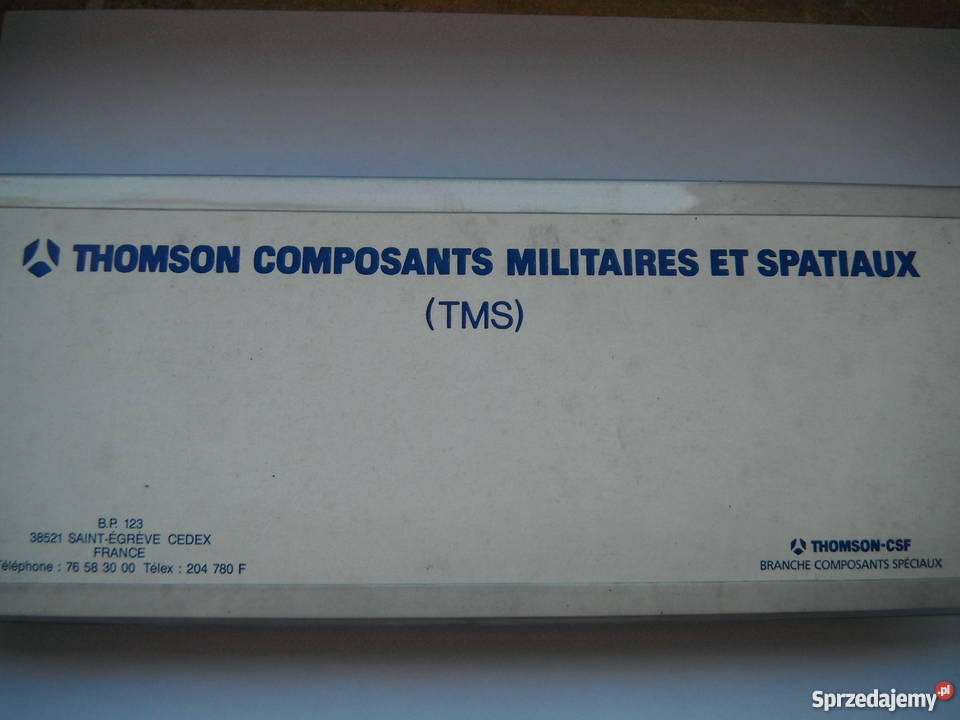 THOMSON COMPOSANTS MILITAIRES ET SPATIAUX
(TMS)
B.P. 123
38521 SAINT-ÉGRÈVE CEDEX
FRANCE
Téléphone : 76 58 30 00 Télex : 204 780 F
THOMSON-CSF
BRANCHE COMPOSANTS SPÉCIAUX
Sprzedajemy.pl